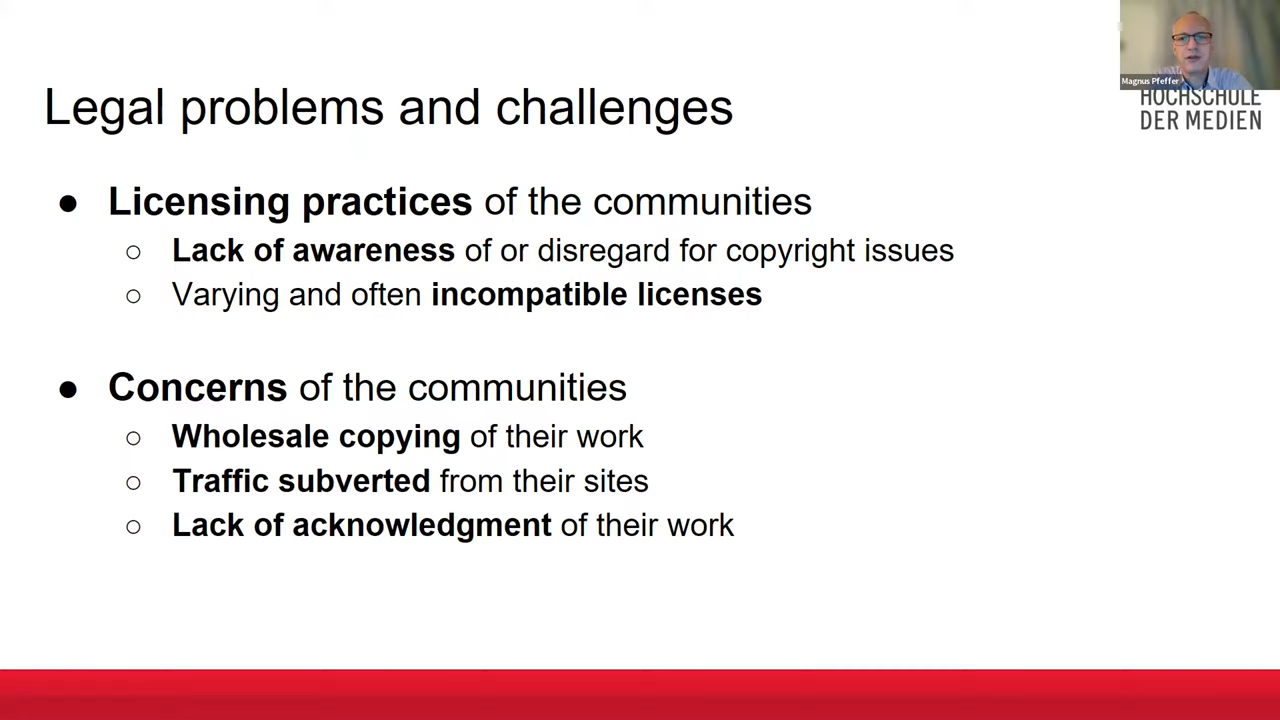 Magnus Pfeffer
HOCHSCHULE
DER MEDIEN
Legal problems and challenges
● Licensing practices of the communities
○ Lack of awareness of or disregard for copyright issues
○ Varying and often incompatible licenses
● Concerns of the communities
○ Wholesale copying of their work
○ Traffic subverted from their sites
○ Lack of acknowledgment of their work